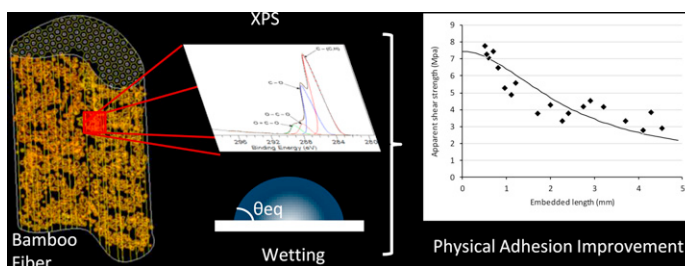 XPS
C – (C, H)
C – O
O – C – O
O – C – O
296
292
288
284
280
Binding Energy (eV)
θeq
Bamboo
Fiber
Wetting
Apparent shear strength (Mpa)
9
8
7
6
5
4
3
2
1
0
0
1
2
3
4
5
Embedded length (mm)
Physical Adhesion Improvement